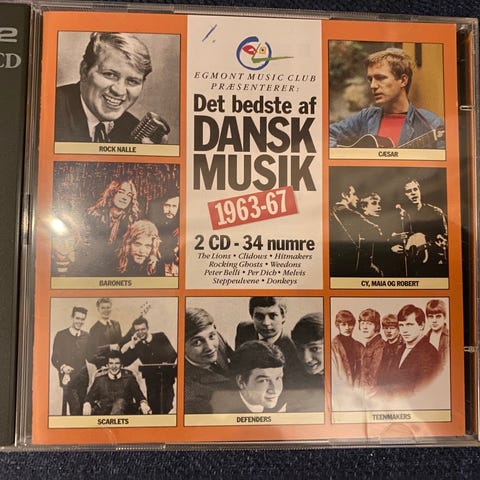 2
CD
EGMONT MUSIC CLUB
PRÆSENTERER:
Det bedste af
DANSK
MUSIK
1963-67
2 CD - 34 numre
The Lions • Clidows • Hitmakers
Rocking Ghosts • Weedons
Peter Belli • Per Dich • Melvis
Steppeulvene • Donkeys
ROCK NALLE
CÆSAR
BARONETS
CY, MAIA OG ROBERT
SCARLETS
DEFENDERS
TEENMAKERS